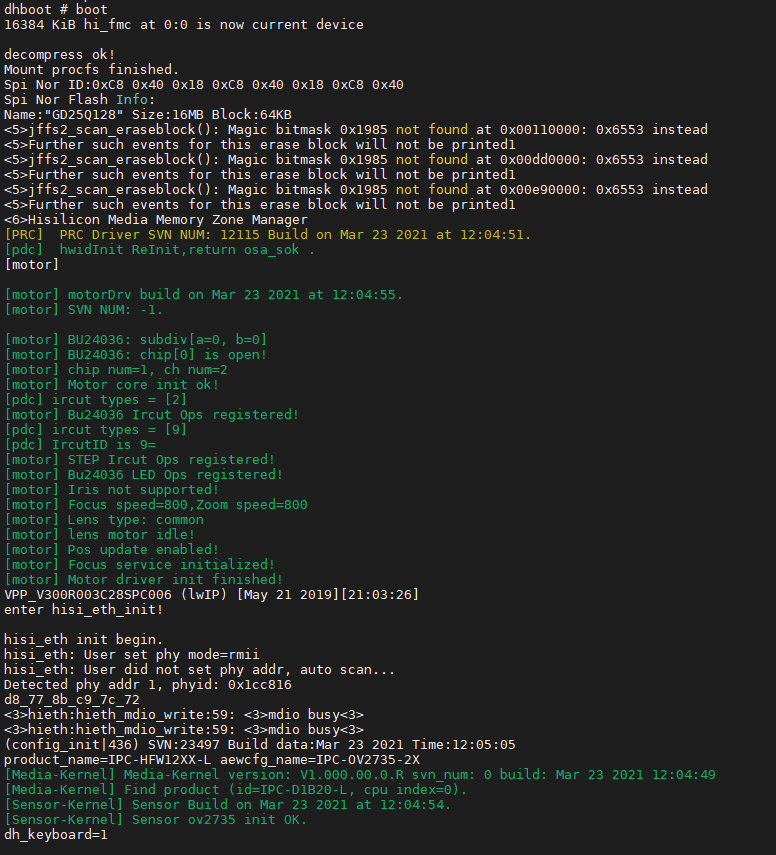 dhboot # boot
16384 KiB hi_fmc at 0:0 is now current device
decompress ok!
Mount procfs finished.
Spi Nor ID:0xC8 0x40 0x18 0xC8 0x40 0x18 0xC8 0x40
Spi Nor Flash Info:
Name:"GD25Q128" Size:16MB Block:64KB
<5>jffs2_scan_eraseblock(): Magic bitmask 0x1985 not found at 0x00110000: 0x6553 instead
<5>Further such events for this erase block will not be printed1
<5>jffs2_scan_eraseblock(): Magic bitmask 0x1985 not found at 0x00dd0000: 0x6553 instead
<5>Further such events for this erase block will not be printed1
<5>jffs2_scan_eraseblock(): Magic bitmask 0x1985 not found at 0x00e90000: 0x6553 instead
<5>Further such events for this erase block will not be printed1
<6>Hisilicon Media Memory Zone Manager
[PRC]  PRC Driver SVN NUM: 12115 Build on Mar 23 2021 at 12:04:51.
[pdc]  hwidInit ReInit,return osa_sok .
[motor]
[motor] motorDrv build on Mar 23 2021 at 12:04:55.
[motor] SVN NUM: -1.
[motor] BU24036: subdiv[a=0, b=0]
[motor] BU24036: chip[0] is open!
[motor] chip num=1, ch num=2
[motor] Motor core init ok!
[pdc] ircut types = [2]
[motor] Bu24036 Ircut Ops registered!
[pdc] ircut types = [9]
[pdc] IrcutID is 9=
[motor] STEP Ircut Ops registered!
[motor] Bu24036 LED Ops registered!
[motor] Iris not supported!
[motor] Focus speed=800,Zoom speed=800
[motor] Lens type: common
[motor] lens motor idle!
[motor] Pos update enabled!
[motor] Focus service initialized!
[motor] Motor driver init finished!
VPP_V300R003C28SPC006 (lwIP) [May 21 2019][21:03:26]
enter hisi_eth_init!
hisi_eth init begin.
hisi_eth: User set phy mode=rmii
hisi_eth: User did not set phy addr, auto scan...
Detected phy addr 1, phyid: 0x1cc816
d8_77_8b_c9_7c_72
<3>hieth:hieth_mdio_write:59: <3>mdio busy<3>
<3>hieth:hieth_mdio_write:59: <3>mdio busy<3>
(config_init|436) SVN:23497 Build data:Mar 23 2021 Time:12:05:05
product_name=IPC-HFW12XX-L aewcfg_name=IPC-OV2735-2X
[Media-Kernel] Media-Kernel version: V1.000.00.0.R svn_num: 0 build: Mar 23 2021 12:04:49
[Media-Kernel] Find product (id=IPC-D1B20-L, cpu index=0).
[Sensor-Kernel] Sensor Build on Mar 23 2021 at 12:04:54.
[Sensor-Kernel] Sensor ov2735 init OK.
dh_keyboard=1